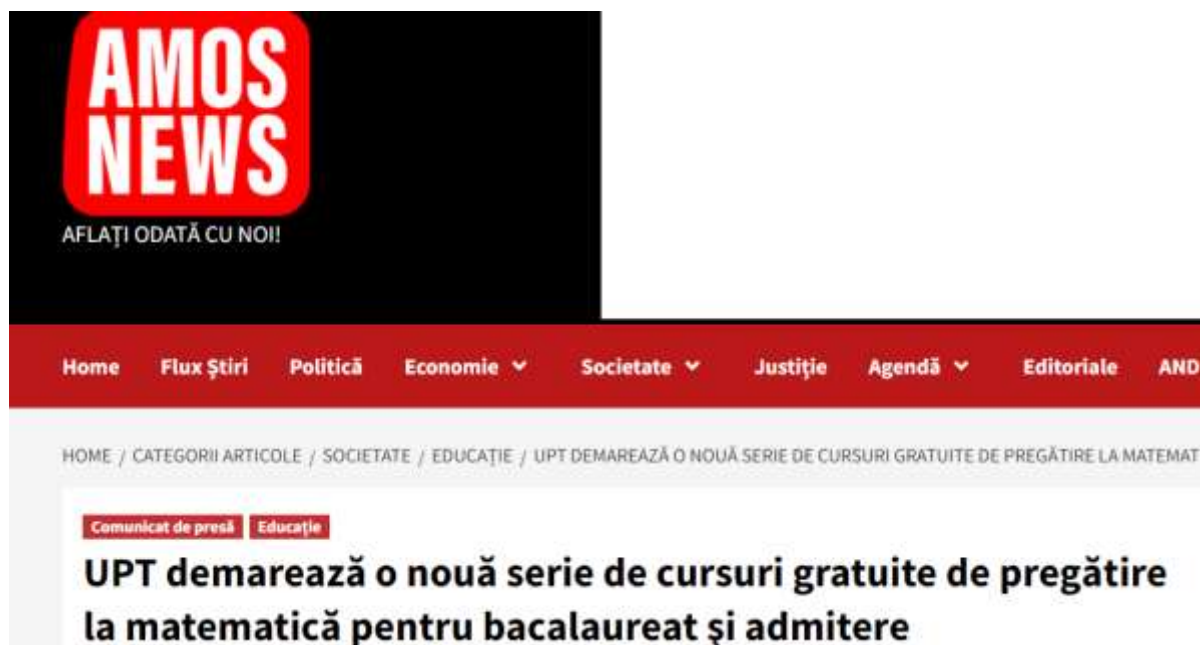 AMOS
NEWS
AFLAȚI ODATĂ CU NOI!
Home Flux Știri Politică Economie Societate Justiție Agendă Editoriale AND
HOME / CATEGORII ARTICOLE / SOCIETATE / EDUCAȚIE / UPT DEMAREAZĂ O NOUĂ SERIE DE CURSURI GRATUITE DE PREGĂTIRE LA MATEMAT
Comunicat de presă Educație
UPT demarează o nouă serie de cursuri gratuite de pregătire
la matematică pentru bacalaureat și admitere